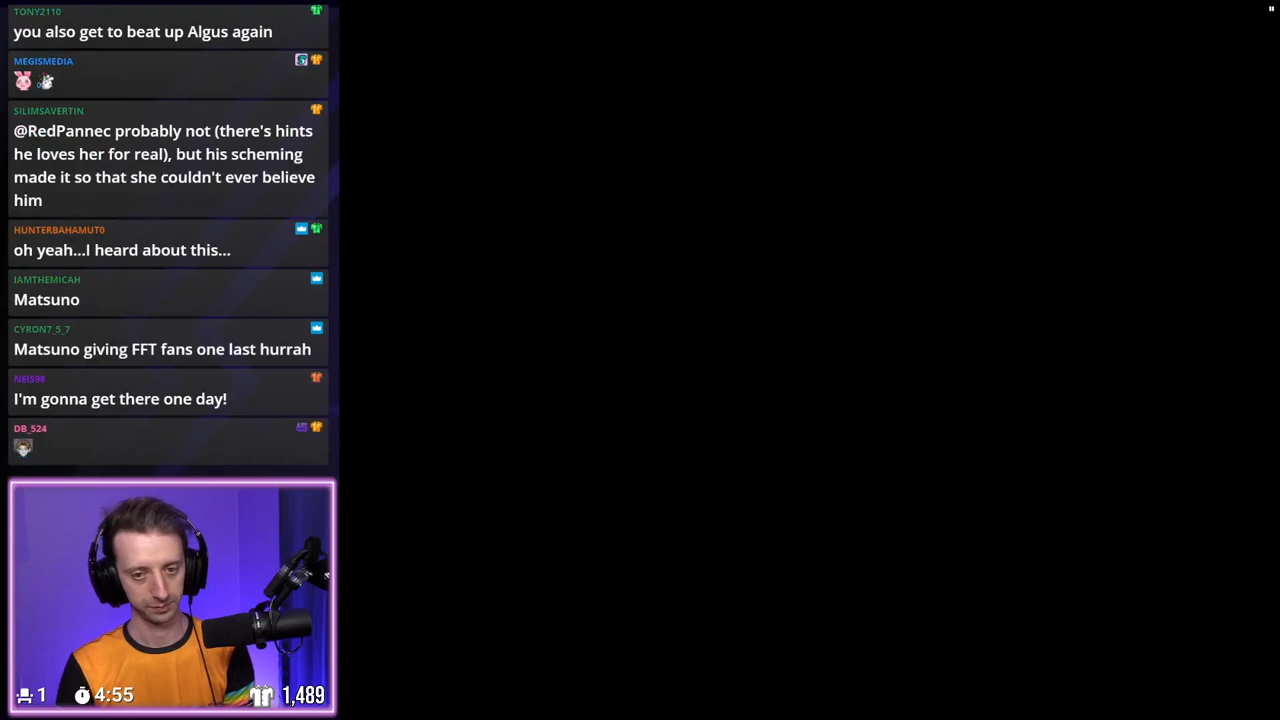 TONY2110
you also get to beat up Algus again
MEGISMEDIA
SILIMSAVERTIN
@RedPannec probably not (there's hints
he loves her for real), but his scheming
made it so that she couldn't ever believe
him
HUNTERBAHAMUT0
oh yeah...I heard about this...
IAMTHEMICAH
Matsuno
CYRON7_5_7
Matsuno giving FFT fans one last hurrah
NEIS98
I'm gonna get there one day!
DB_524
1 4:55 1,489